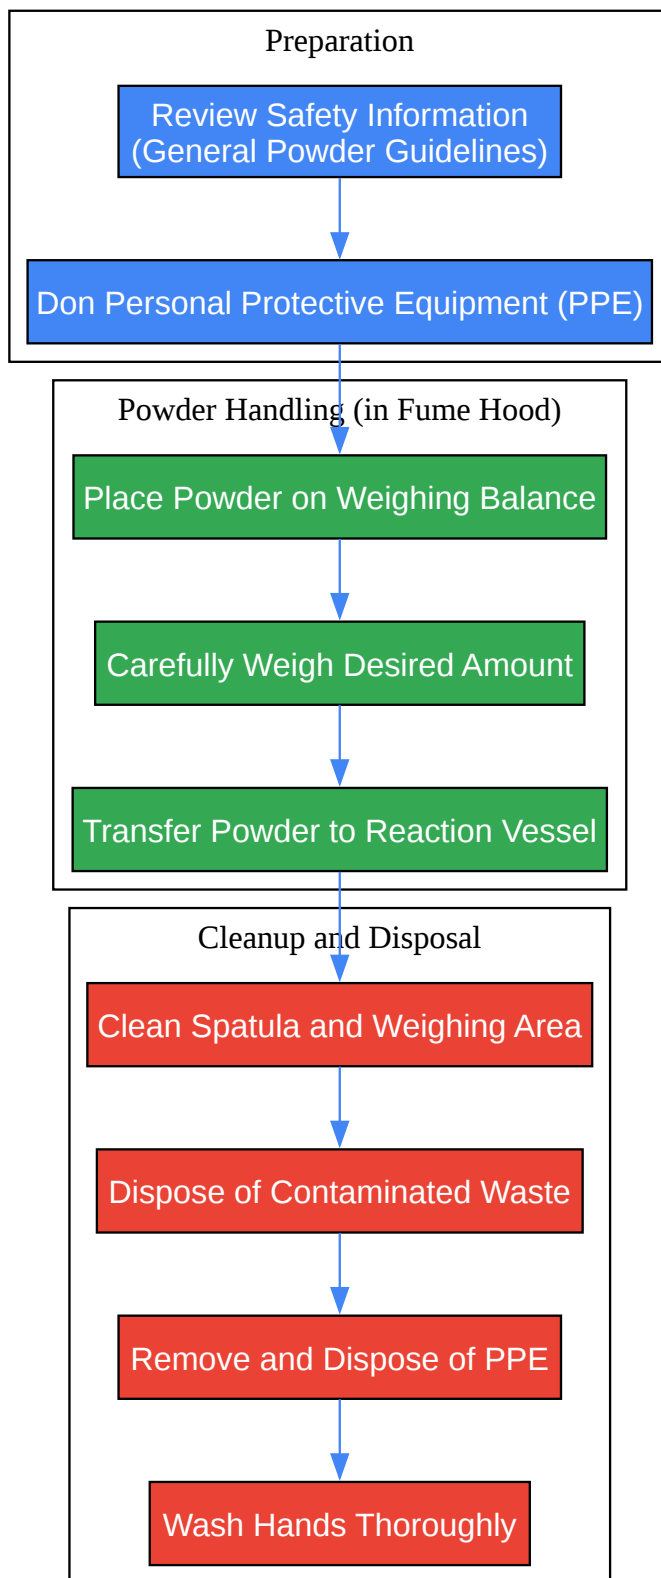 Preparation
Review Safety Information
(General Powder Guidelines)
Don Personal Protective Equipment (PPE)
Powder Handling (in Fume Hood)
Place Powder on Weighing Balance
Carefully Weigh Desired Amount
Transfer Powder to Reaction Vessel
Cleanup and Disposal
Clean Spatula and Weighing Area
Dispose of Contaminated Waste
Remove and Dispose of PPE
Wash Hands Thoroughly